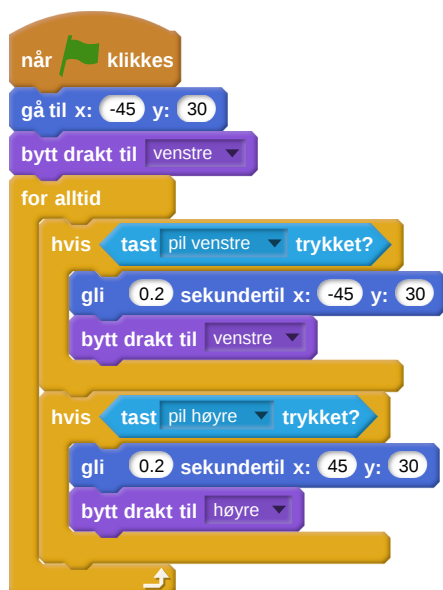 når klikkes
gå til x: -45 y: 30
bytt drakt til venstre
for alltid
hvis tast pil venstre trykket?
gli 0.2 sekundertil x: -45 y: 30
bytt drakt til venstre
hvis tast pil høyre trykket?
gli 0.2 sekundertil x: 45 y: 30
bytt drakt til høyre